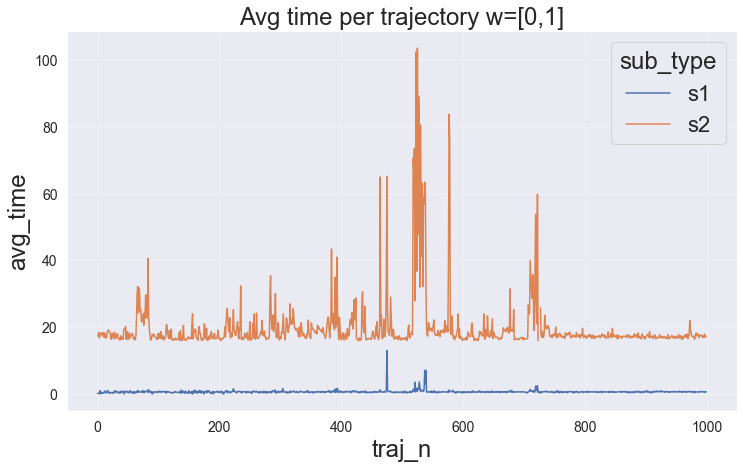 Avg time per trajectory w=[0,1]
sub_type
s1
s2
avg_time
100
80
60
40
20
0
0 200 400 600 800 1000
traj_n